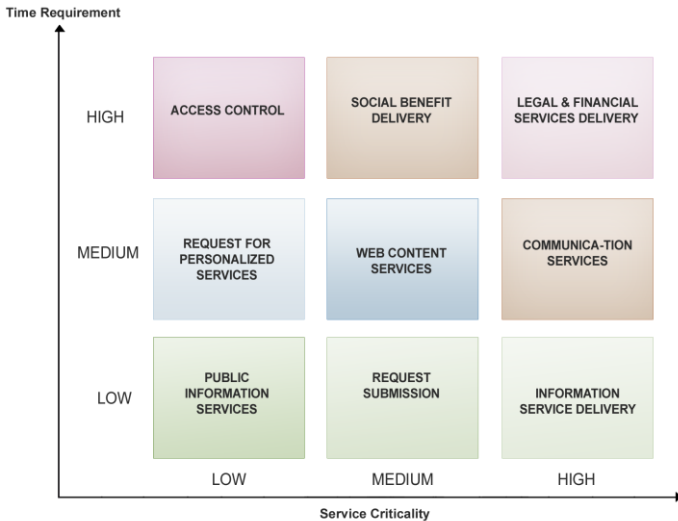 Time Requirement
HIGH
ACCESS CONTROL
SOCIAL BENEFIT
DELIVERY
LEGAL & FINANCIAL
SERVICES DELIVERY
MEDIUM
REQUEST FOR
PERSONALIZED
SERVICES
WEB CONTENT
SERVICES
COMMUNICA-TION
SERVICES
LOW
PUBLIC
INFORMATION
SERVICES
REQUEST
SUBMISSION
INFORMATION
SERVICE DELIVERY
LOW
MEDIUM
HIGH
Service Criticality